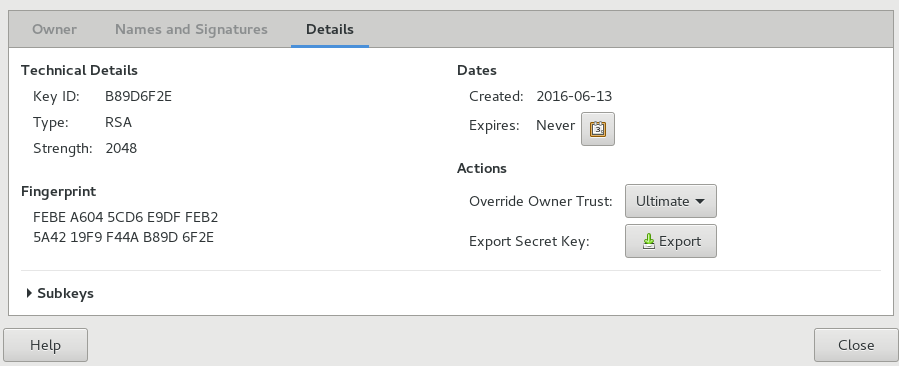 Owner Names and Signatures Details
Technical Details
Key ID: B89D6F2E
Type: RSA
Strength: 2048
Fingerprint
FEBE A604 5CD6 E9DF FEB2
5A42 19F9 F44A B89D 6F2E
Dates
Created: 2016-06-13
Expires: Never 3
Actions
Override Owner Trust: Ultimate
Export Secret Key: Export
Subkeys
Help Close